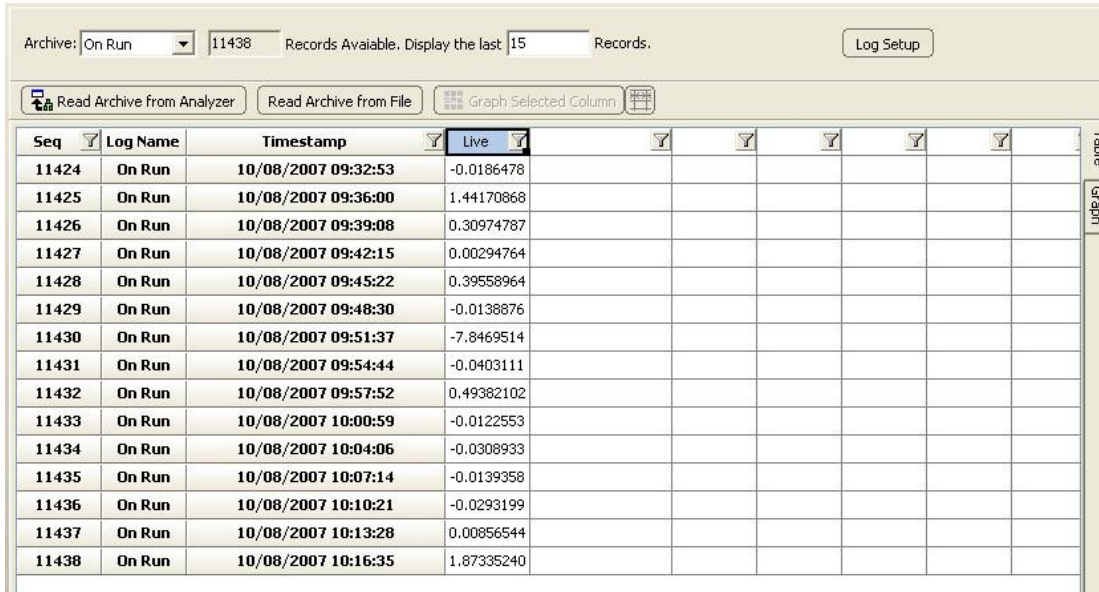 Archive: On Run 11438 Records Avaiable. Display the last 15 Records. Log Setup
Read Archive from Analyzer Read Archive from File Graph Selected Column
Seq Log Name Timestamp Live
11424 On Run 10/08/2007 09:32:53 -0.0186478
11425 On Run 10/08/2007 09:36:00 1.44170868
11426 On Run 10/08/2007 09:39:08 0.30974787
11427 On Run 10/08/2007 09:42:15 0.00294764
11428 On Run 10/08/2007 09:45:22 0.39558964
11429 On Run 10/08/2007 09:48:30 -0.0138876
11430 On Run 10/08/2007 09:51:37 -7.8469514
11431 On Run 10/08/2007 09:54:44 -0.0403111
11432 On Run 10/08/2007 09:57:52 0.49382102
11433 On Run 10/08/2007 10:00:59 -0.0122553
11434 On Run 10/08/2007 10:04:06 -0.0308933
11435 On Run 10/08/2007 10:07:14 -0.0139358
11436 On Run 10/08/2007 10:10:21 -0.0293199
11437 On Run 10/08/2007 10:13:28 0.00856544
11438 On Run 10/08/2007 10:16:35 1.87335240
Table
Graph